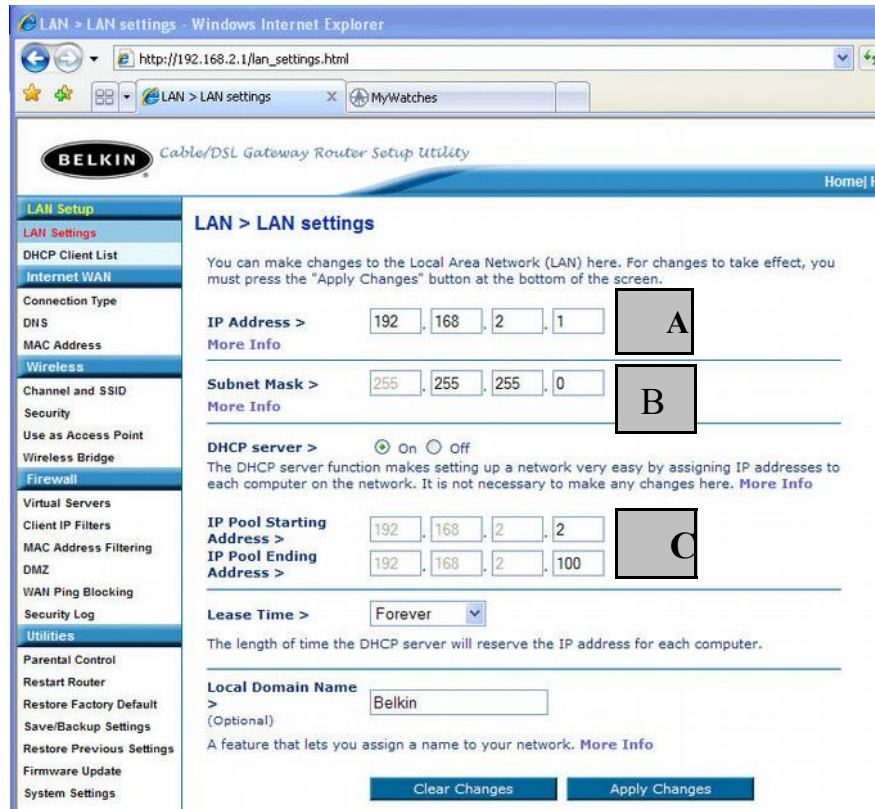 LAN > LAN settings - Windows Internet Explorer
http://192.168.2.1/lan_settings.html
LAN > LAN settings X MyWatches
BELKIN Cable/DSL Gateway Router Setup Utility
Home|
LAN Setup
LAN Settings
DHCP Client List
Internet WAN
Connection Type
DNS
MAC Address
Wireless
Channel and SSID
Security
Use as Access Point
Wireless Bridge
Firewall
Virtual Servers
Client IP Filters
MAC Address Filtering
DMZ
WAN Ping Blocking
Security Log
Utilities
Parental Control
Restart Router
Restore Factory Default
Save/Backup Settings
Restore Previous Settings
Firmware Update
System Settings
LAN > LAN settings
You can make changes to the Local Area Network (LAN) here. For changes to take effect, you
must press the "Apply Changes" button at the bottom of the screen.
IP Address > 192 . 168 . 2 . 1 A
More Info
Subnet Mask > 255 . 255 . 255 . 0 B
More Info
DHCP server > On Off
The DHCP server function makes setting up a network very easy by assigning IP addresses to
each computer on the network. It is not necessary to make any changes here. More Info
IP Pool Starting
Address > 192 . 168 . 2 . 2 C
IP Pool Ending
Address > 192 . 168 . 2 . 100
Lease Time > Forever
The length of time the DHCP server will reserve the IP address for each computer.
Local Domain Name
> Belkin
(Optional)
A feature that lets you assign a name to your network. More Info
Clear Changes Apply Changes